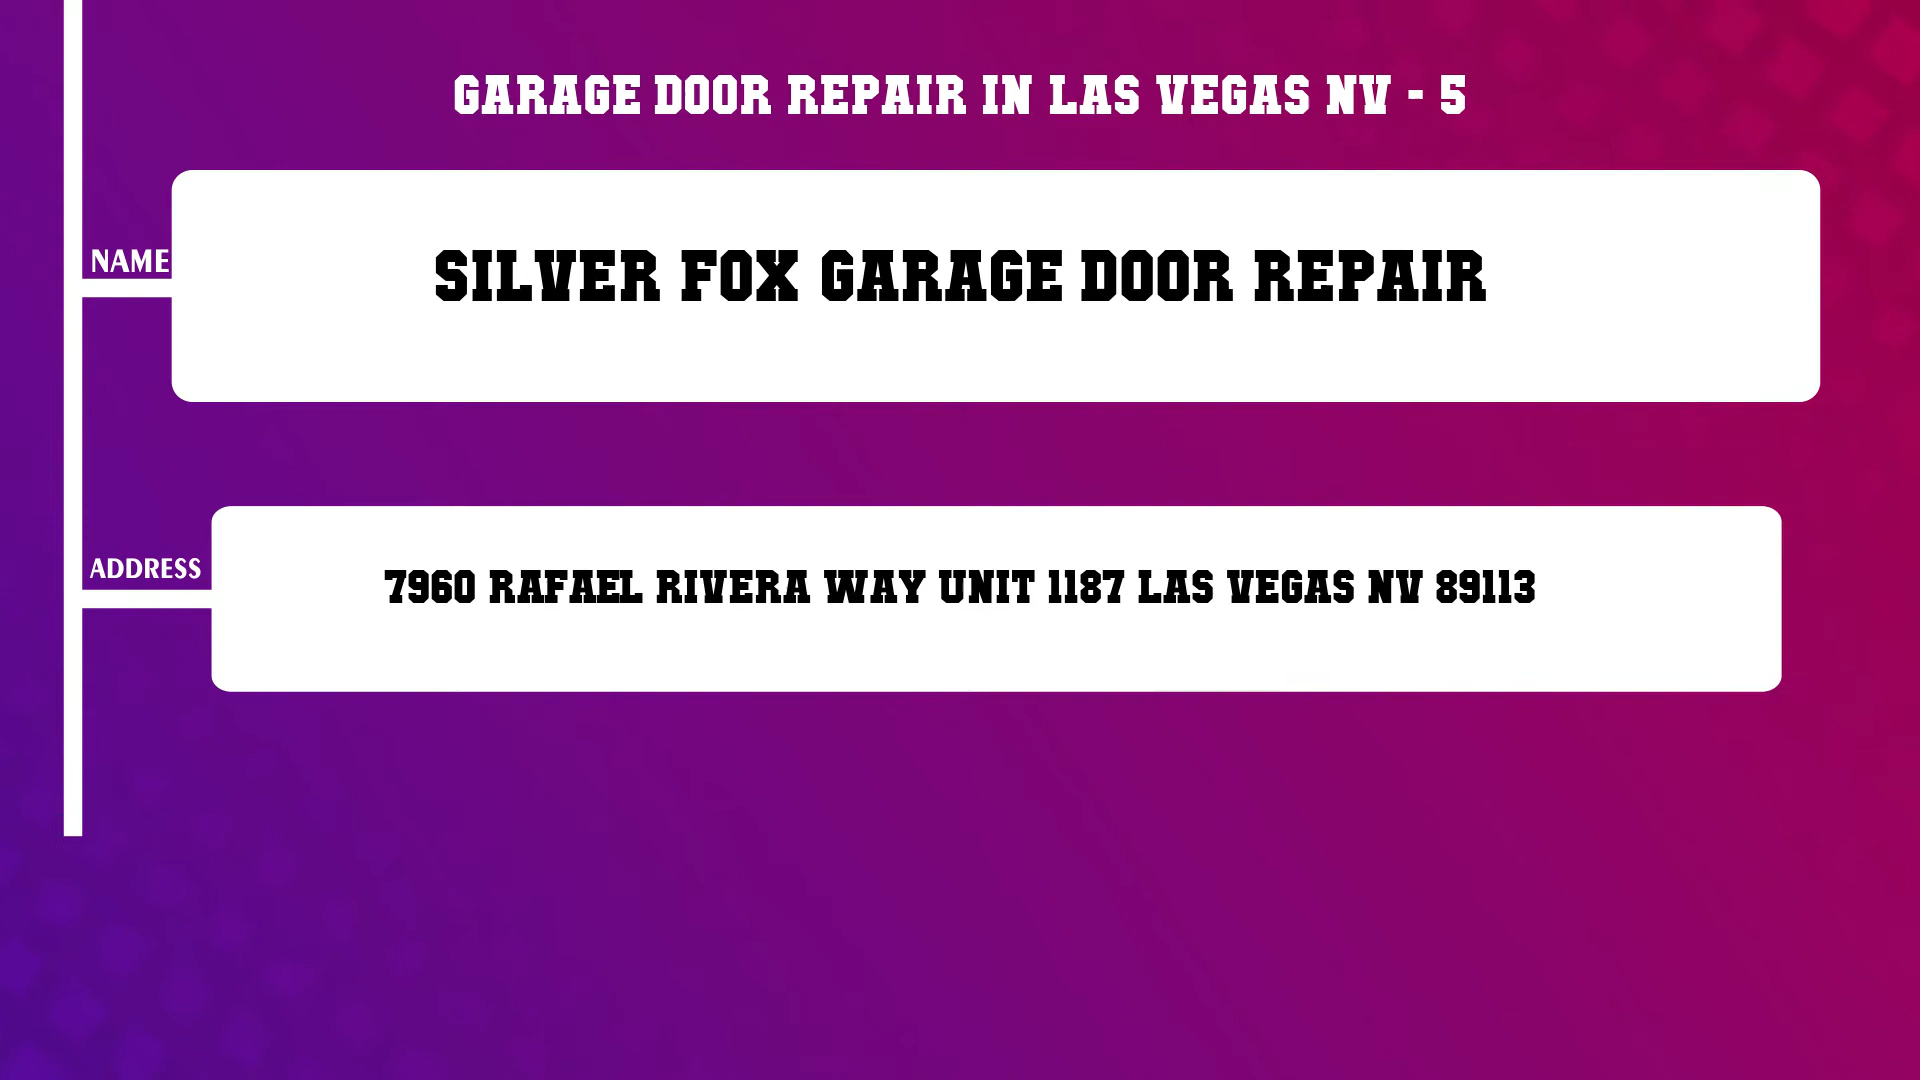 GARAGE DOOR REPAIR IN LAS VEGAS NV - 5
NAME
SILVER FOX GARAGE DOOR REPAIR
ADDRESS
7960 RAFAEL RIVERA WAY UNIT 1187 LAS VEGAS NV 89113